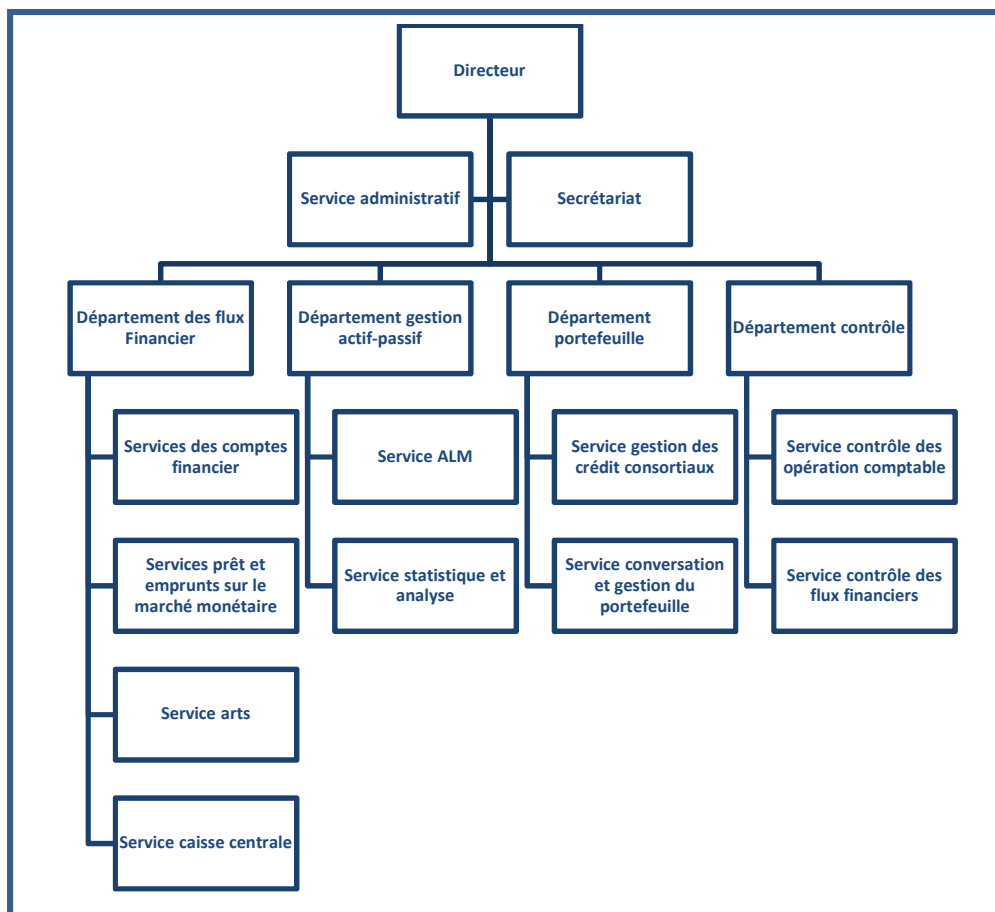 Directeur
Service administratif
Secrétariat
Département des flux
Financier
Département gestion
actif-passif
Département
portefeuille
Département contrôle
Services des comptes
financier
Service ALM
Service gestion des
crédit consortiaux
Service contrôle des
opération comptable
Services prêt et
emprunts sur le
marché monétaire
Service statistique et
analyse
Service conversation
et gestion du
portefeuille
Service contrôle des
flux financiers
Service arts
Service caisse centrale